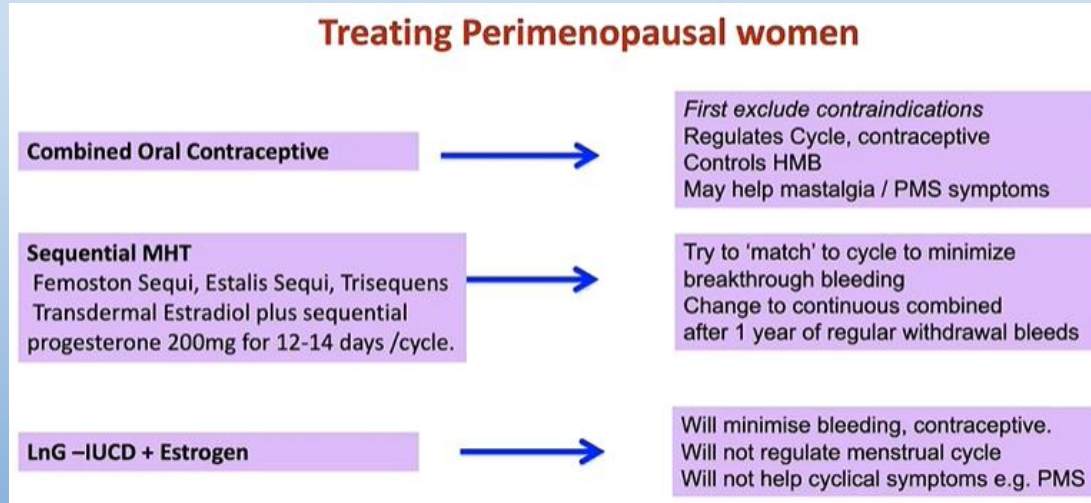 Treating Perimenopausal women
Combined Oral Contraceptive
First exclude contraindications
Regulates Cycle, contraceptive
Controls HMB
May help mastalgia / PMS symptoms
Sequential MHT
Femoston Sequi, Estalis Sequi, Trisequens
Transdermal Estradiol plus sequential
progesterone 200mg for 12-14 days /cycle.
Try to ‘match’ to cycle to minimize
breakthrough bleeding
Change to continuous combined
after 1 year of regular withdrawal bleeds
LnG –IUCD + Estrogen
Will minimise bleeding, contraceptive.
Will not regulate menstrual cycle
Will not help cyclical symptoms e.g. PMS